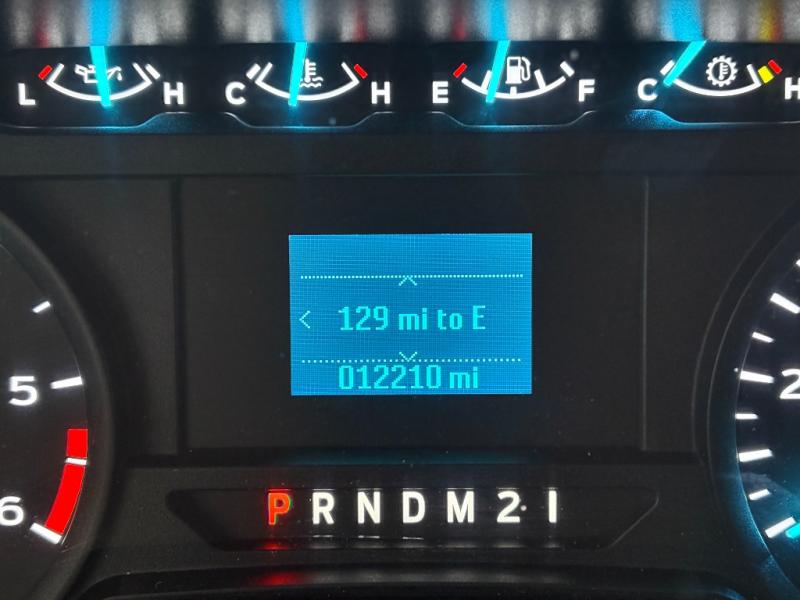 L H C H E F C H
129 mi to E
012210 mi
5
6
2
P R N D M 2 1